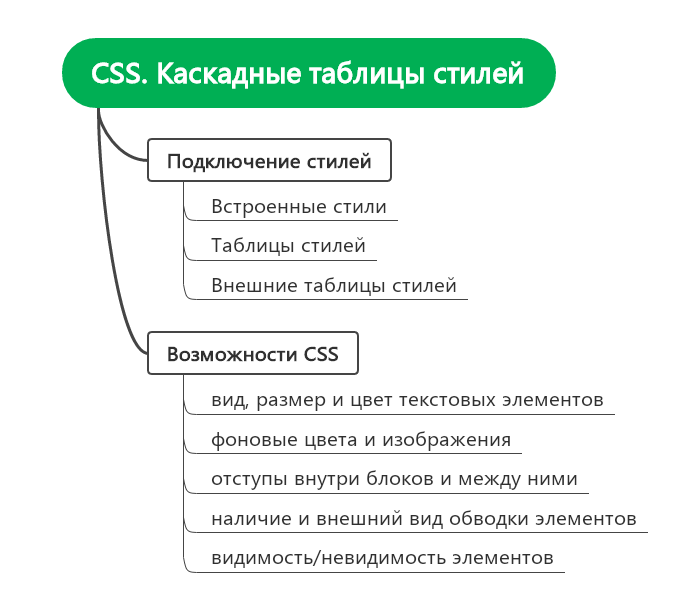 CSS. Каскадные таблицы стилей
Подключение стилей
Встроенные стили
Таблицы стилей
Внешние таблицы стилей
Возможности CSS
вид, размер и цвет текстовых элементов
фоновые цвета и изображения
отступы внутри блоков и между ними
наличие и внешний вид обводки элементов
видимость/невидимость элементов